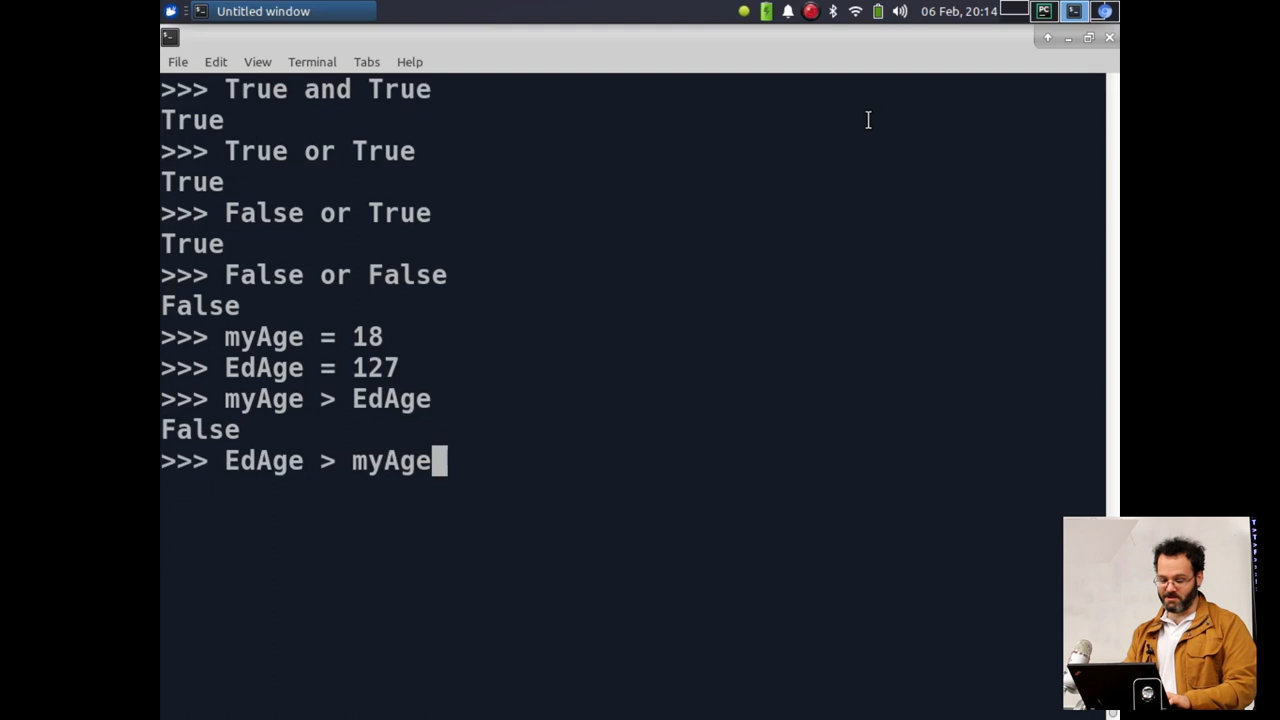 Untitled window
06 Feb, 20:14
File Edit View Terminal Tabs Help
>>> True and True
True
>>> True or True
True
>>> False or True
True
>>> False or False
False
>>> myAge = 18
>>> EdAge = 127
>>> myAge > EdAge
False
>>> EdAge > myAge